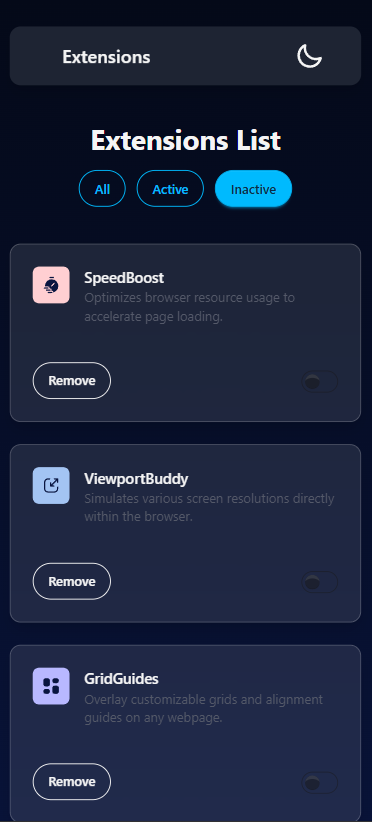 Extensions
Extensions List
All
Active
Inactive
SpeedBoost
Optimizes browser resource usage to
accelerate page loading.
Remove
ViewportBuddy
Simulates various screen resolutions directly
within the browser.
Remove
GridGuides
Overlay customizable grids and alignment
guides on any webpage.
Remove